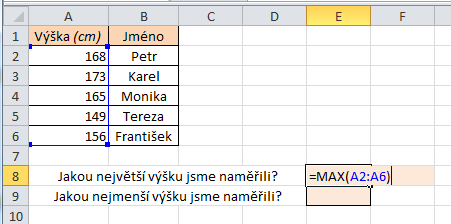 A B C D E F
1 Výška (cm) Jméno
2 168 Petr
3 173 Karel
4 165 Monika
5 149 Tereza
6 156 František
7
8 Jakou největší výšku jsme naměřili? =MAX(A2:A6)
9 Jakou nejmenší výšku jsme naměřili?
10